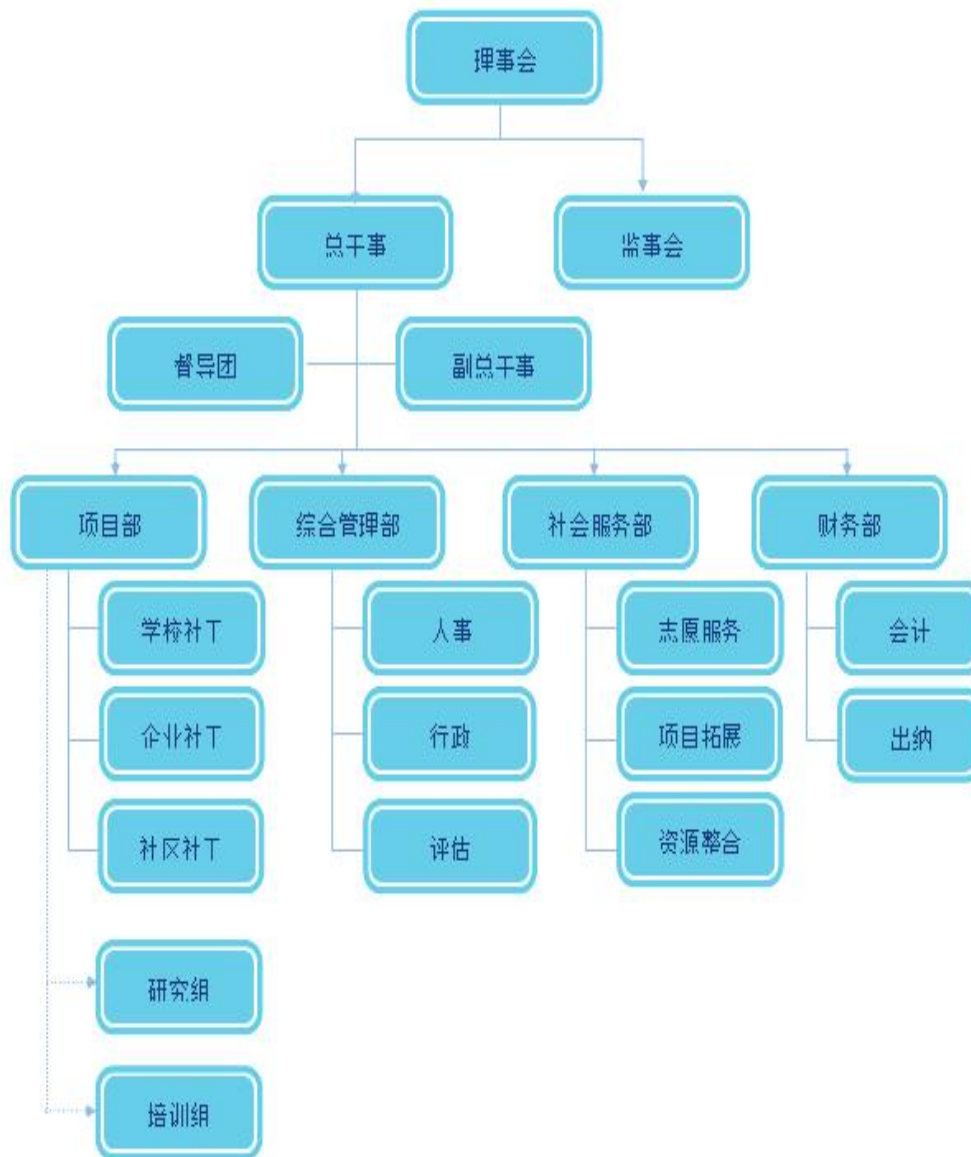 理事会
总干事
监事会
督导团
副总干事
项目部
综合管理部
社会服务部
财务部
学校社工
人事
志愿服务
会计
企业社工
行政
项目拓展
出纳
社区社工
评估
资源整合
研究组
培训组